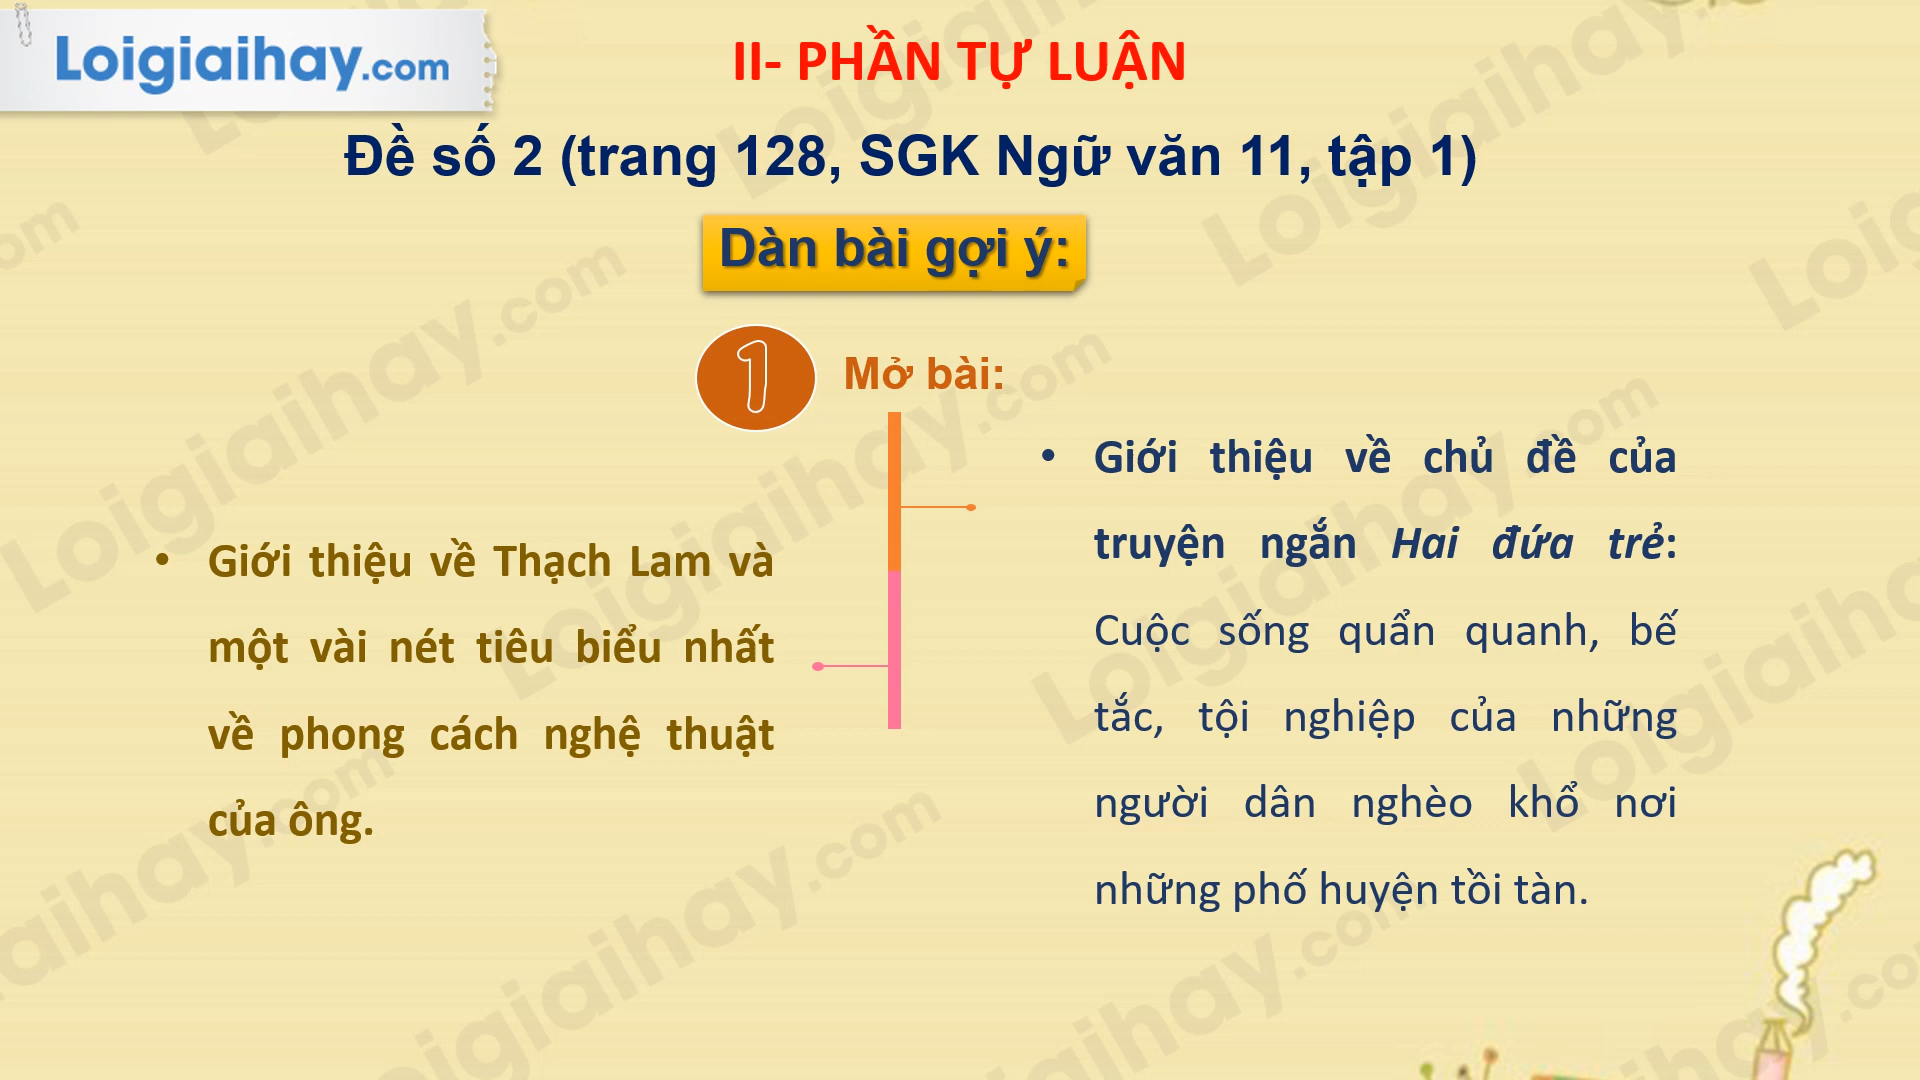 Loigiaihay.com
II- PHẦN TỰ LUẬN
Đề số 2 (trang 128, SGK Ngữ văn 11, tập 1)
Dàn bài gợi ý:
1
Mở bài:
• Giới thiệu về Thạch Lam và
một vài nét tiêu biểu nhất
về phong cách nghệ thuật
của ông.
• Giới thiệu về chủ đề của
truyện ngắn Hai đứa trẻ:
Cuộc sống quẩn quanh, bế
tắc, tội nghiệp của những
người dân nghèo khổ nơi
những phố huyện tồi tàn.